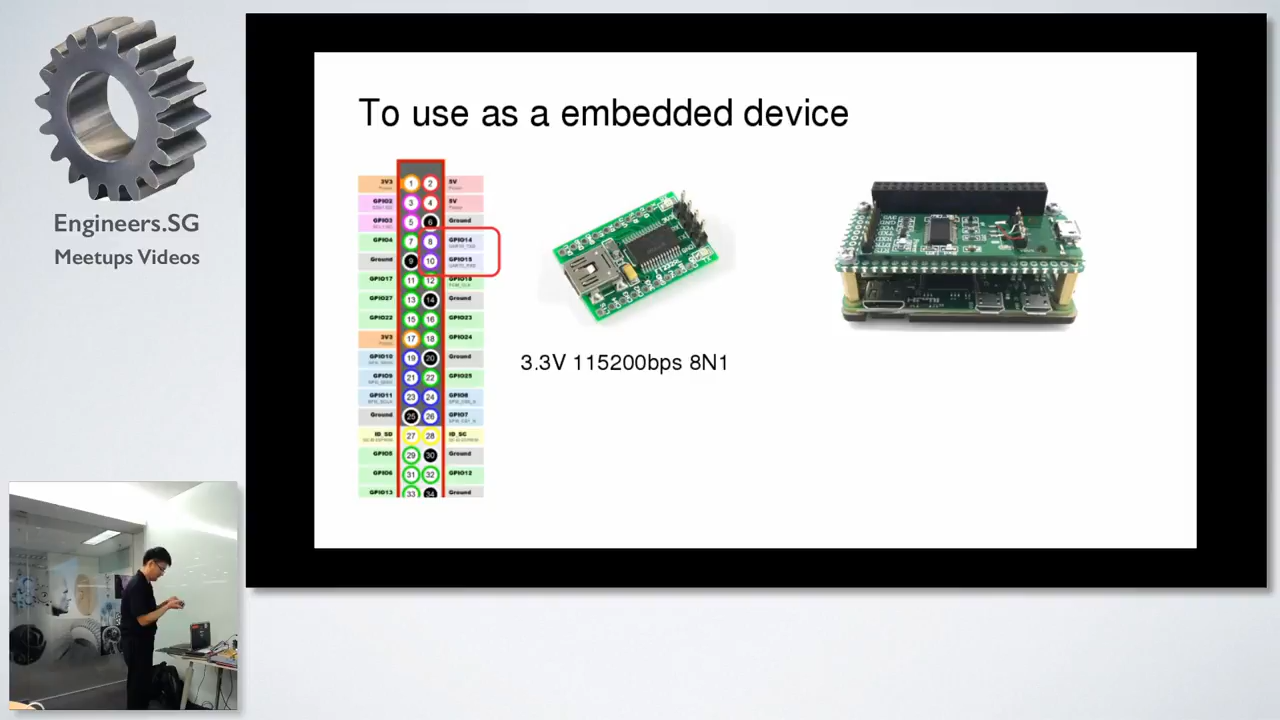 Engineers.SG
Meetups Videos
To use as a embedded device
3V3 1 2 5V
GPIO2 3 4 5V
GPIO3 5 6 Ground
GPIO4 7 8 GPIO14
Ground 9 10 GPIO15
GPIO17 11 12 GPIO18
GPIO27 13 14 Ground
GPIO22 15 16 GPIO23
3V3 17 18 GPIO24
GPIO10 19 20 Ground
GPIO9 21 22 GPIO25
GPIO11 23 24 GPIO8
Ground 25 26 GPIO7
ID_SD 27 28 ID_SC
GPIO5 29 30 Ground
GPIO6 31 32 GPIO12
GPIO13 33 34 Ground
3.3V 115200bps 8N1